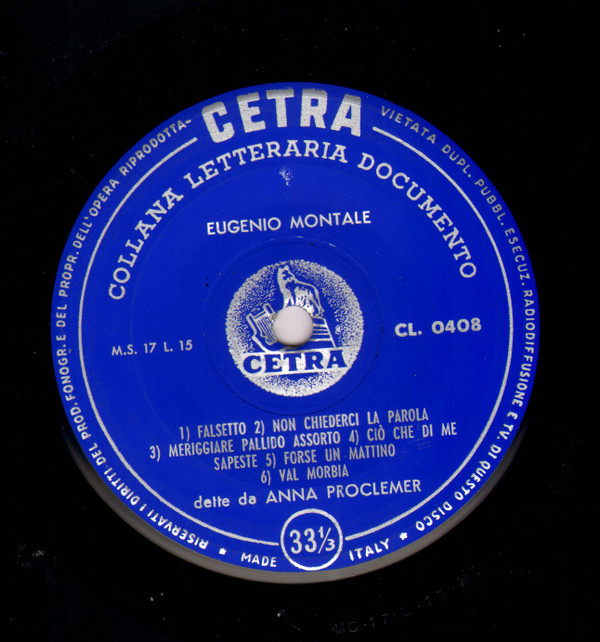 CETRA
RISERVATI I DIRITTI DEL PROD. FONOGR. E DEL PROPR. DELL'OPERA RIPRODOTTA-
VIETATA DUPL. PUBBL. ESECUZ. RADIODIFFUSIONE E TV. DI QUESTO DISCO
COLLANA LETTERARIA DOCUMENTO
EUGENIO MONTALE
M.S. 17 L. 15
CL. 0408
CETRA
1) FALSETTO 2) NON CHIEDERCI LA PAROLA
3) MERIGGIARE PALLIDO ASSORTO 4) CIÒ CHE DI ME
SAPESTE 5) FORSE UN MATTINO
6) VAL MORBIA
dette da ANNA PROCLEMER
33⅓
★ MADE ITALY ★